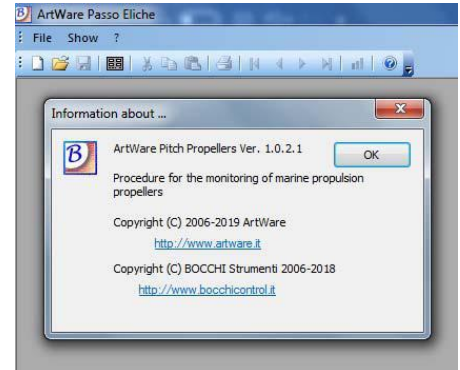 ArtWare Passo Eliche
File Show ?
Information about ...
ArtWare Pitch Propellers Ver. 1.0.2.1
OK
Procedure for the monitoring of marine propulsion
propellers
Copyright (C) 2006-2019 ArtWare
http://www.artware.it
Copyright (C) BOCCHI Strumenti 2006-2018
http://www.bocchicontrol.it